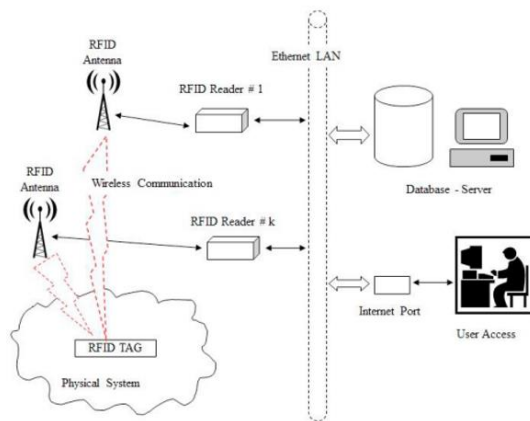 RFID
Antenna
Ethernet LAN
RFID Reader # 1
RFID
Antenna
Wireless Communication
Database - Server
RFID Reader # k
Internet Port
User Access
RFID TAG
Physical System